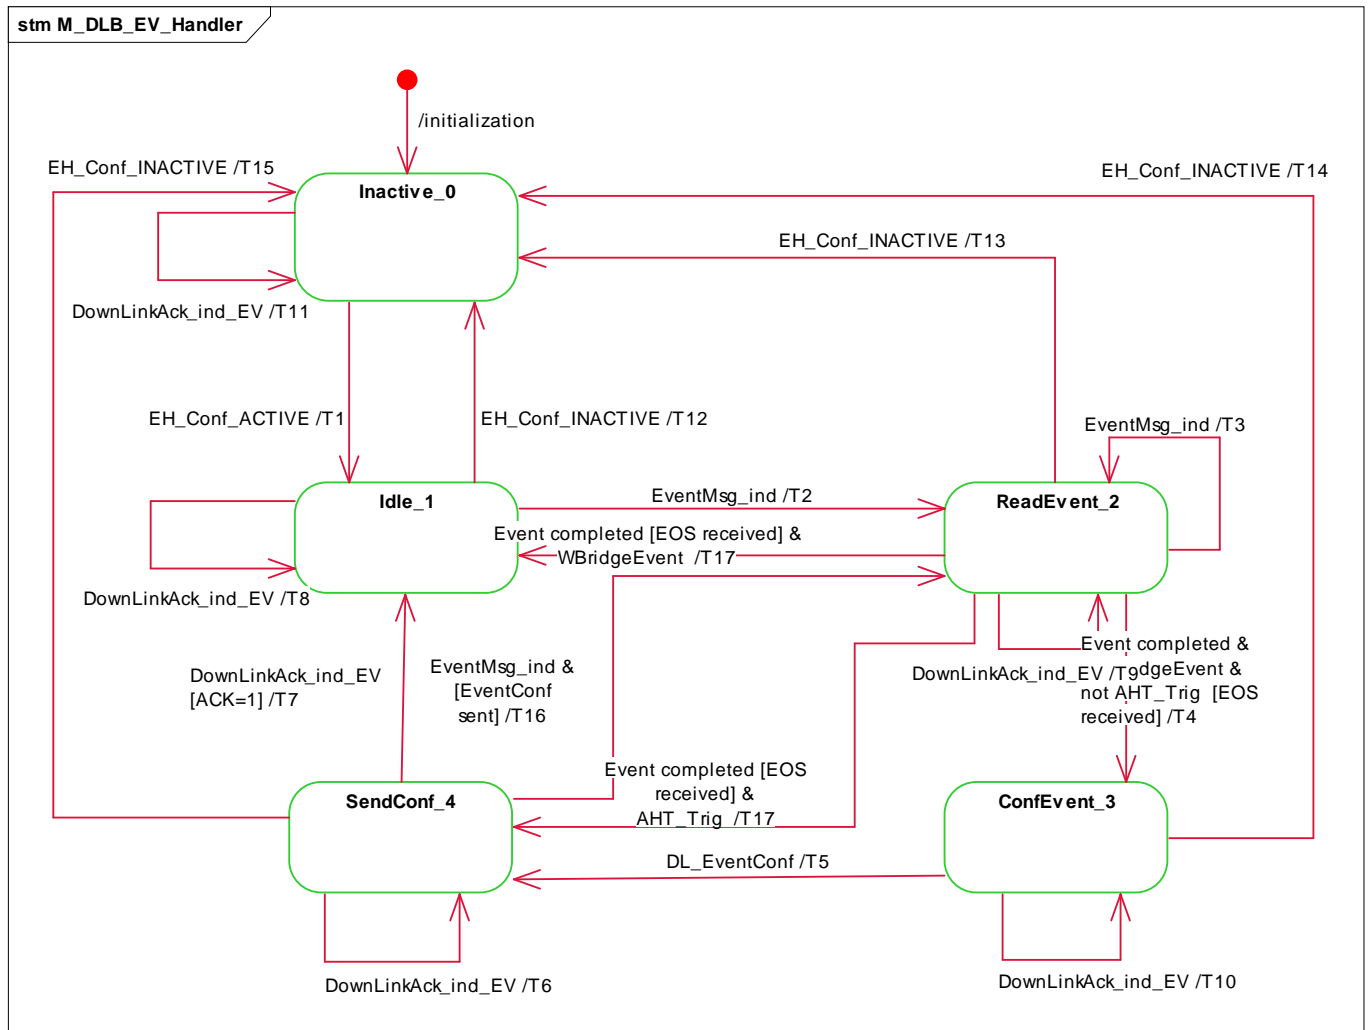 stm M_DLB_EV_Handler
/initialization
EH_Conf_INACTIVE /T15
EH_Conf_INACTIVE /T14
Inactive_0
EH_Conf_INACTIVE /T13
DownLinkAck_ind_EV /T11
EH_Conf_ACTIVE /T1
EH_Conf_INACTIVE /T12
EventMsg_ind /T3
Idle_1
EventMsg_ind /T2
ReadEvent_2
Event completed [EOS received] &
WBridgeEvent /T17
DownLinkAck_ind_EV /T8
DownLinkAck_ind_EV
[ACK=1] /T7
EventMsg_ind &
[EventConf
sent] /T16
DownLinkAck_ind_EV /T9
Event completed &
dgeEvent &
not AHT_Trig [EOS
received] /T4
Event completed [EOS
received] &
AHT_Trig /T17
SendConf_4
ConfEvent_3
DL_EventConf /T5
DownLinkAck_ind_EV /T6
DownLinkAck_ind_EV /T10